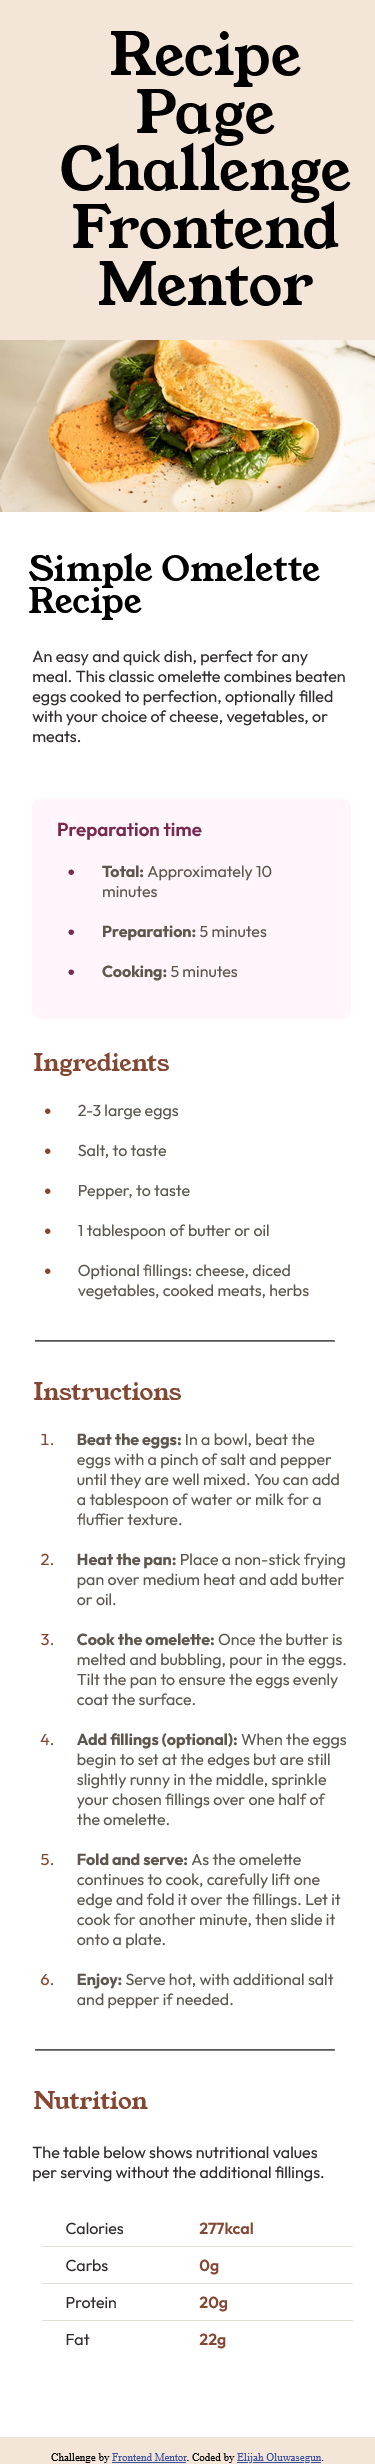 Recipe
Page
Challenge
Frontend
Mentor
Simple Omelette
Recipe
An easy and quick dish, perfect for any
meal. This classic omelette combines beaten
eggs cooked to perfection, optionally filled
with your choice of cheese, vegetables, or
meats.
Preparation time
• Total: Approximately 10
minutes
• Preparation: 5 minutes
• Cooking: 5 minutes
Ingredients
• 2-3 large eggs
• Salt, to taste
• Pepper, to taste
• 1 tablespoon of butter or oil
• Optional fillings: cheese, diced
vegetables, cooked meats, herbs
Instructions
1. Beat the eggs: In a bowl, beat the
eggs with a pinch of salt and pepper
until they are well mixed. You can add
a tablespoon of water or milk for a
fluffier texture.
2. Heat the pan: Place a non-stick frying
pan over medium heat and add butter
or oil.
3. Cook the omelette: Once the butter is
melted and bubbling, pour in the eggs.
Tilt the pan to ensure the eggs evenly
coat the surface.
4. Add fillings (optional): When the eggs
begin to set at the edges but are still
slightly runny in the middle, sprinkle
your chosen fillings over one half of
the omelette.
5. Fold and serve: As the omelette
continues to cook, carefully lift one
edge and fold it over the fillings. Let it
cook for another minute, then slide it
onto a plate.
6. Enjoy: Serve hot, with additional salt
and pepper if needed.
Nutrition
The table below shows nutritional values
per serving without the additional fillings.
Calories 277kcal
Carbs 0g
Protein 20g
Fat 22g
Challenge by Frontend Mentor. Coded by Elijah Oluwasegun.